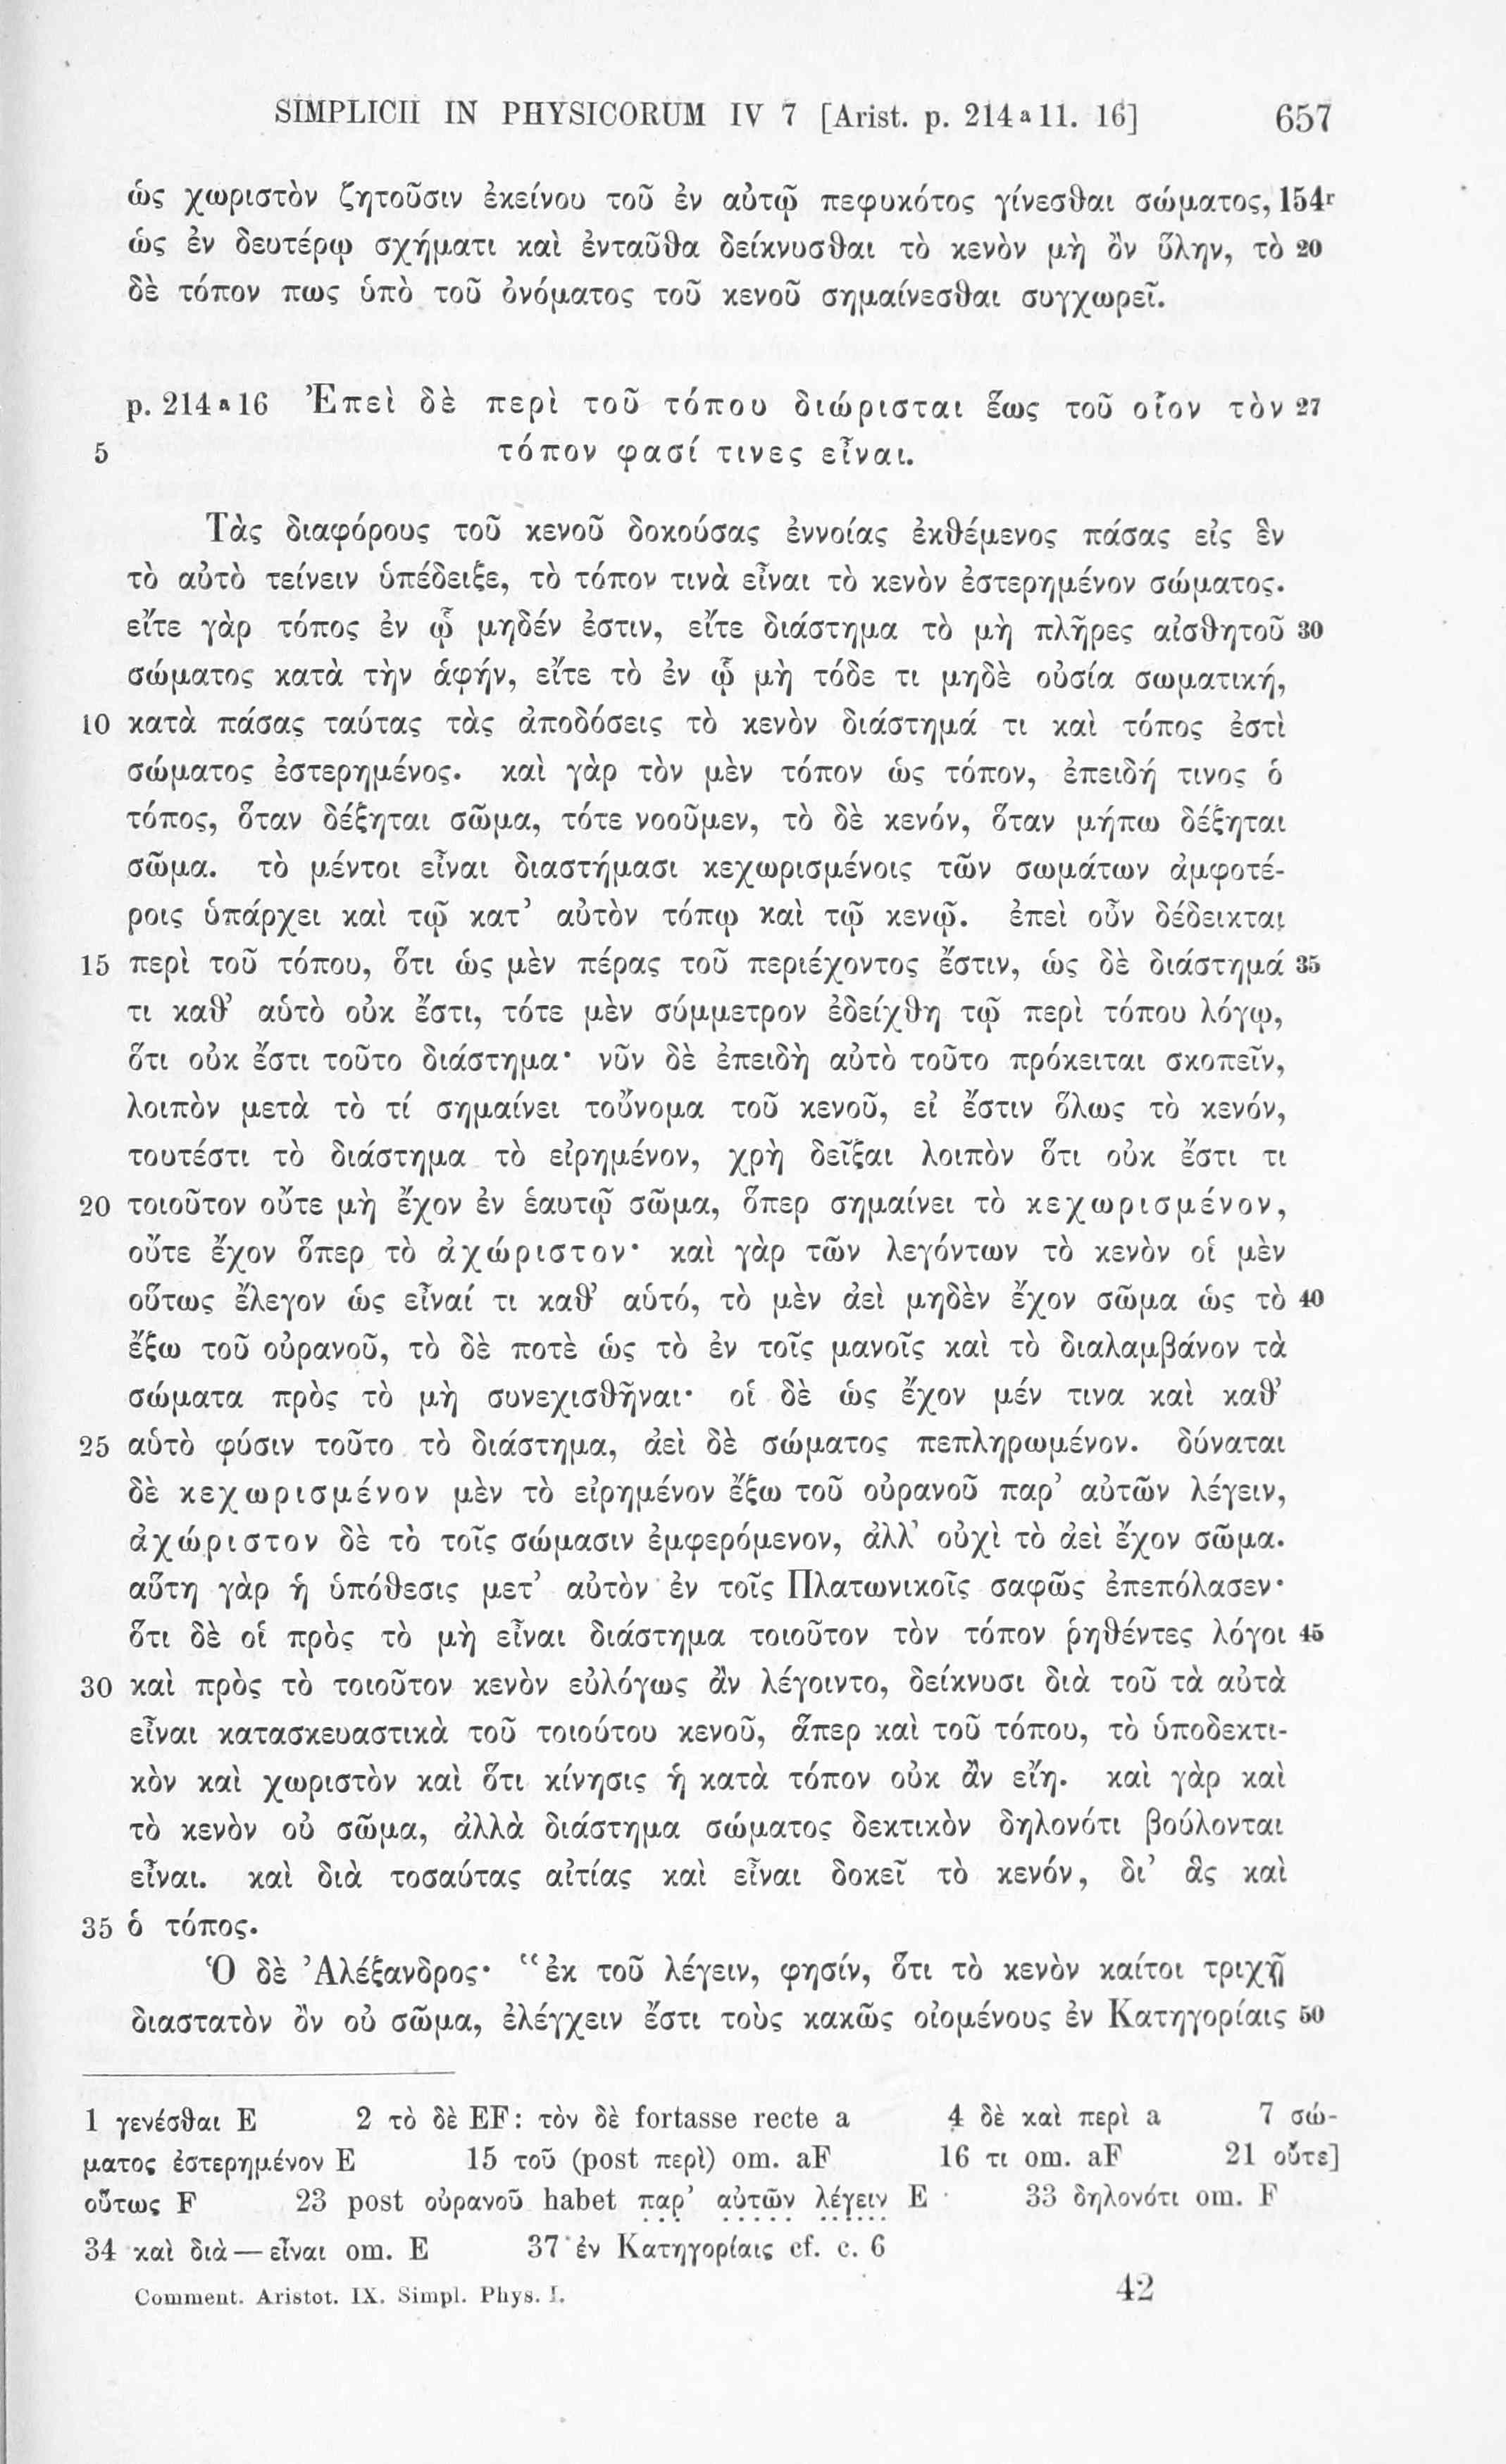 SIMPLICII IN PHYSICORUM IV 7 [Arist. p. 214 a 11. 16] 657
ὡς χωριστὸν ζητοῦσιν ἐκείνου τοῦ ἐν αὐτῷ πεφυκότος γίνεσθαι σώματος, 154r
ὡς ἐν δευτέρῳ σχήματι καὶ ἐνταῦθα δείκνυσθαι τὸ κενὸν μὴ ὂν ὕλην, τὸ 20
δὲ τόπον πως ὑπὸ τοῦ ὀνόματος τοῦ κενοῦ σημαίνεσθαι συγχωρεῖ.
p. 214 a 16 Ἐπεὶ δὲ περὶ τοῦ τόπου διώρισται ἕως τοῦ οἷον τὸν 27
5 τόπον φασί τινες εἶναι.
Τὰς διαφόρους τοῦ κενοῦ δοκούσας ἐννοίας ἐκθέμενος πάσας εἰς ἓν
τὸ αὐτὸ τείνειν ὑπέδειξε, τὸ τόπον τινὰ εἶναι τὸ κενὸν ἐστερημένον σώματος.
εἴτε γὰρ τόπος ἐν ᾧ μηδέν ἐστιν, εἴτε διάστημα τὸ μὴ πλῆρες αἰσθητοῦ 30
σώματος κατὰ τὴν ἁφήν, εἴτε τὸ ἐν ᾧ μὴ τόδε τι μηδὲ οὐσία σωματική,
10 κατὰ πάσας ταύτας τὰς ἀποδόσεις τὸ κενὸν διάστημά τι καὶ τόπος ἐστὶ
σώματος ἐστερημένος. καὶ γὰρ τὸν μὲν τόπον ὡς τόπον, ἐπειδή τινος ὁ
τόπος, ὅταν δέξηται σῶμα, τότε νοοῦμεν, τὸ δὲ κενόν, ὅταν μήπω δέξηται
σῶμα. τὸ μέντοι εἶναι διαστήμασι κεχωρισμένοις τῶν σωμάτων ἀμφοτέ-
ροις ὑπάρχει καὶ τῷ κατ’ αὐτὸν τόπῳ καὶ τῷ κενῷ. ἐπεὶ οὖν δέδεικται
15 περὶ τοῦ τόπου, ὅτι ὡς μὲν πέρας τοῦ περιέχοντος ἔστιν, ὡς δὲ διάστημά 35
τι καθ’ αὑτὸ οὐκ ἔστι, τότε μὲν σύμμετρον ἐδείχθη τῷ περὶ τόπου λόγῳ,
ὅτι οὐκ ἔστι τοῦτο διάστημα· νῦν δὲ ἐπειδὴ αὐτὸ τοῦτο πρόκειται σκοπεῖν,
λοιπὸν μετὰ τὸ τί σημαίνει τοὔνομα τοῦ κενοῦ, εἰ ἔστιν ὅλως τὸ κενόν,
τουτέστι τὸ διάστημα τὸ εἰρημένον, χρὴ δεῖξαι λοιπὸν ὅτι οὐκ ἔστι τι
20 τοιοῦτον οὔτε μὴ ἔχον ἐν ἑαυτῷ σῶμα, ὅπερ σημαίνει τὸ κεχωρισμένον,
οὔτε ἔχον ὅπερ τὸ ἀχώριστον· καὶ γὰρ τῶν λεγόντων τὸ κενὸν οἱ μὲν
οὕτως ἔλεγον ὡς εἶναί τι καθ’ αὑτό, τὸ μὲν ἀεὶ μηδὲν ἔχον σῶμα ὡς τὸ 40
ἔξω τοῦ οὐρανοῦ, τὸ δὲ ποτὲ ὡς τὸ ἐν τοῖς μανοῖς καὶ τὸ διαλαμβάνον τὰ
σώματα πρὸς τὸ μὴ συνεχισθῆναι· οἱ δὲ ὡς ἔχον μέν τινα καὶ καθ’
25 αὑτὸ φύσιν τοῦτο τὸ διάστημα, ἀεὶ δὲ σώματος πεπληρωμένον. δύναται
δὲ κεχωρισμένον μὲν τὸ εἰρημένον ἔξω τοῦ οὐρανοῦ παρ’ αὐτῶν λέγειν,
ἀχώριστον δὲ τὸ τοῖς σώμασιν ἐμφερόμενον, ἀλλ’ οὐχὶ τὸ ἀεὶ ἔχον σῶμα.
αὕτη γὰρ ἡ ὑπόθεσις μετ’ αὐτὸν ἐν τοῖς Πλατωνικοῖς σαφῶς ἐπεπόλασεν·
ὅτι δὲ οἱ πρὸς τὸ μὴ εἶναι διάστημα τοιοῦτον τὸν τόπον ῥηθέντες λόγοι 45
30 καὶ πρὸς τὸ τοιοῦτον κενὸν εὐλόγως ἂν λέγοιντο, δείκνυσι διὰ τοῦ τὰ αὐτὰ
εἶναι κατασκευαστικὰ τοῦ τοιούτου κενοῦ, ἅπερ καὶ τοῦ τόπου, τὸ ὑποδεκτι-
κὸν καὶ χωριστὸν καὶ ὅτι κίνησις ἡ κατὰ τόπον οὐκ ἂν εἴη. καὶ γὰρ καὶ
τὸ κενὸν οὐ σῶμα, ἀλλὰ διάστημα σώματος δεκτικὸν δηλονότι βούλονται
εἶναι. καὶ διὰ τοσαύτας αἰτίας καὶ εἶναι δοκεῖ τὸ κενόν, δι’ ἃς καὶ
35 ὁ τόπος.
Ὁ δὲ Ἀλέξανδρος· “ἐκ τοῦ λέγειν, φησίν, ὅτι τὸ κενὸν καίτοι τριχῇ
διαστατὸν ὂν οὐ σῶμα, ἐλέγχειν ἔστι τοὺς κακῶς οἰομένους ἐν Κατηγορίαις 50
1 γενέσθαι E 2 τὸ δὲ EF: τὸν δὲ fortasse recte a 4 δὲ καὶ περὶ a 7 σώ-
ματος ἐστερημένον E 15 τοῦ (post περὶ) om. aF 16 τι om. aF 21 οὔτε]
οὕτως F 23 post οὐρανοῦ habet παρ’ αὐτῶν λέγειν E 33 δηλονότι om. F
34 καὶ διὰ — εἶναι om. E 37 ἐν Κατηγορίαις cf. c. 6
Comment. Aristot. IX. Simpl. Phys. I. 42